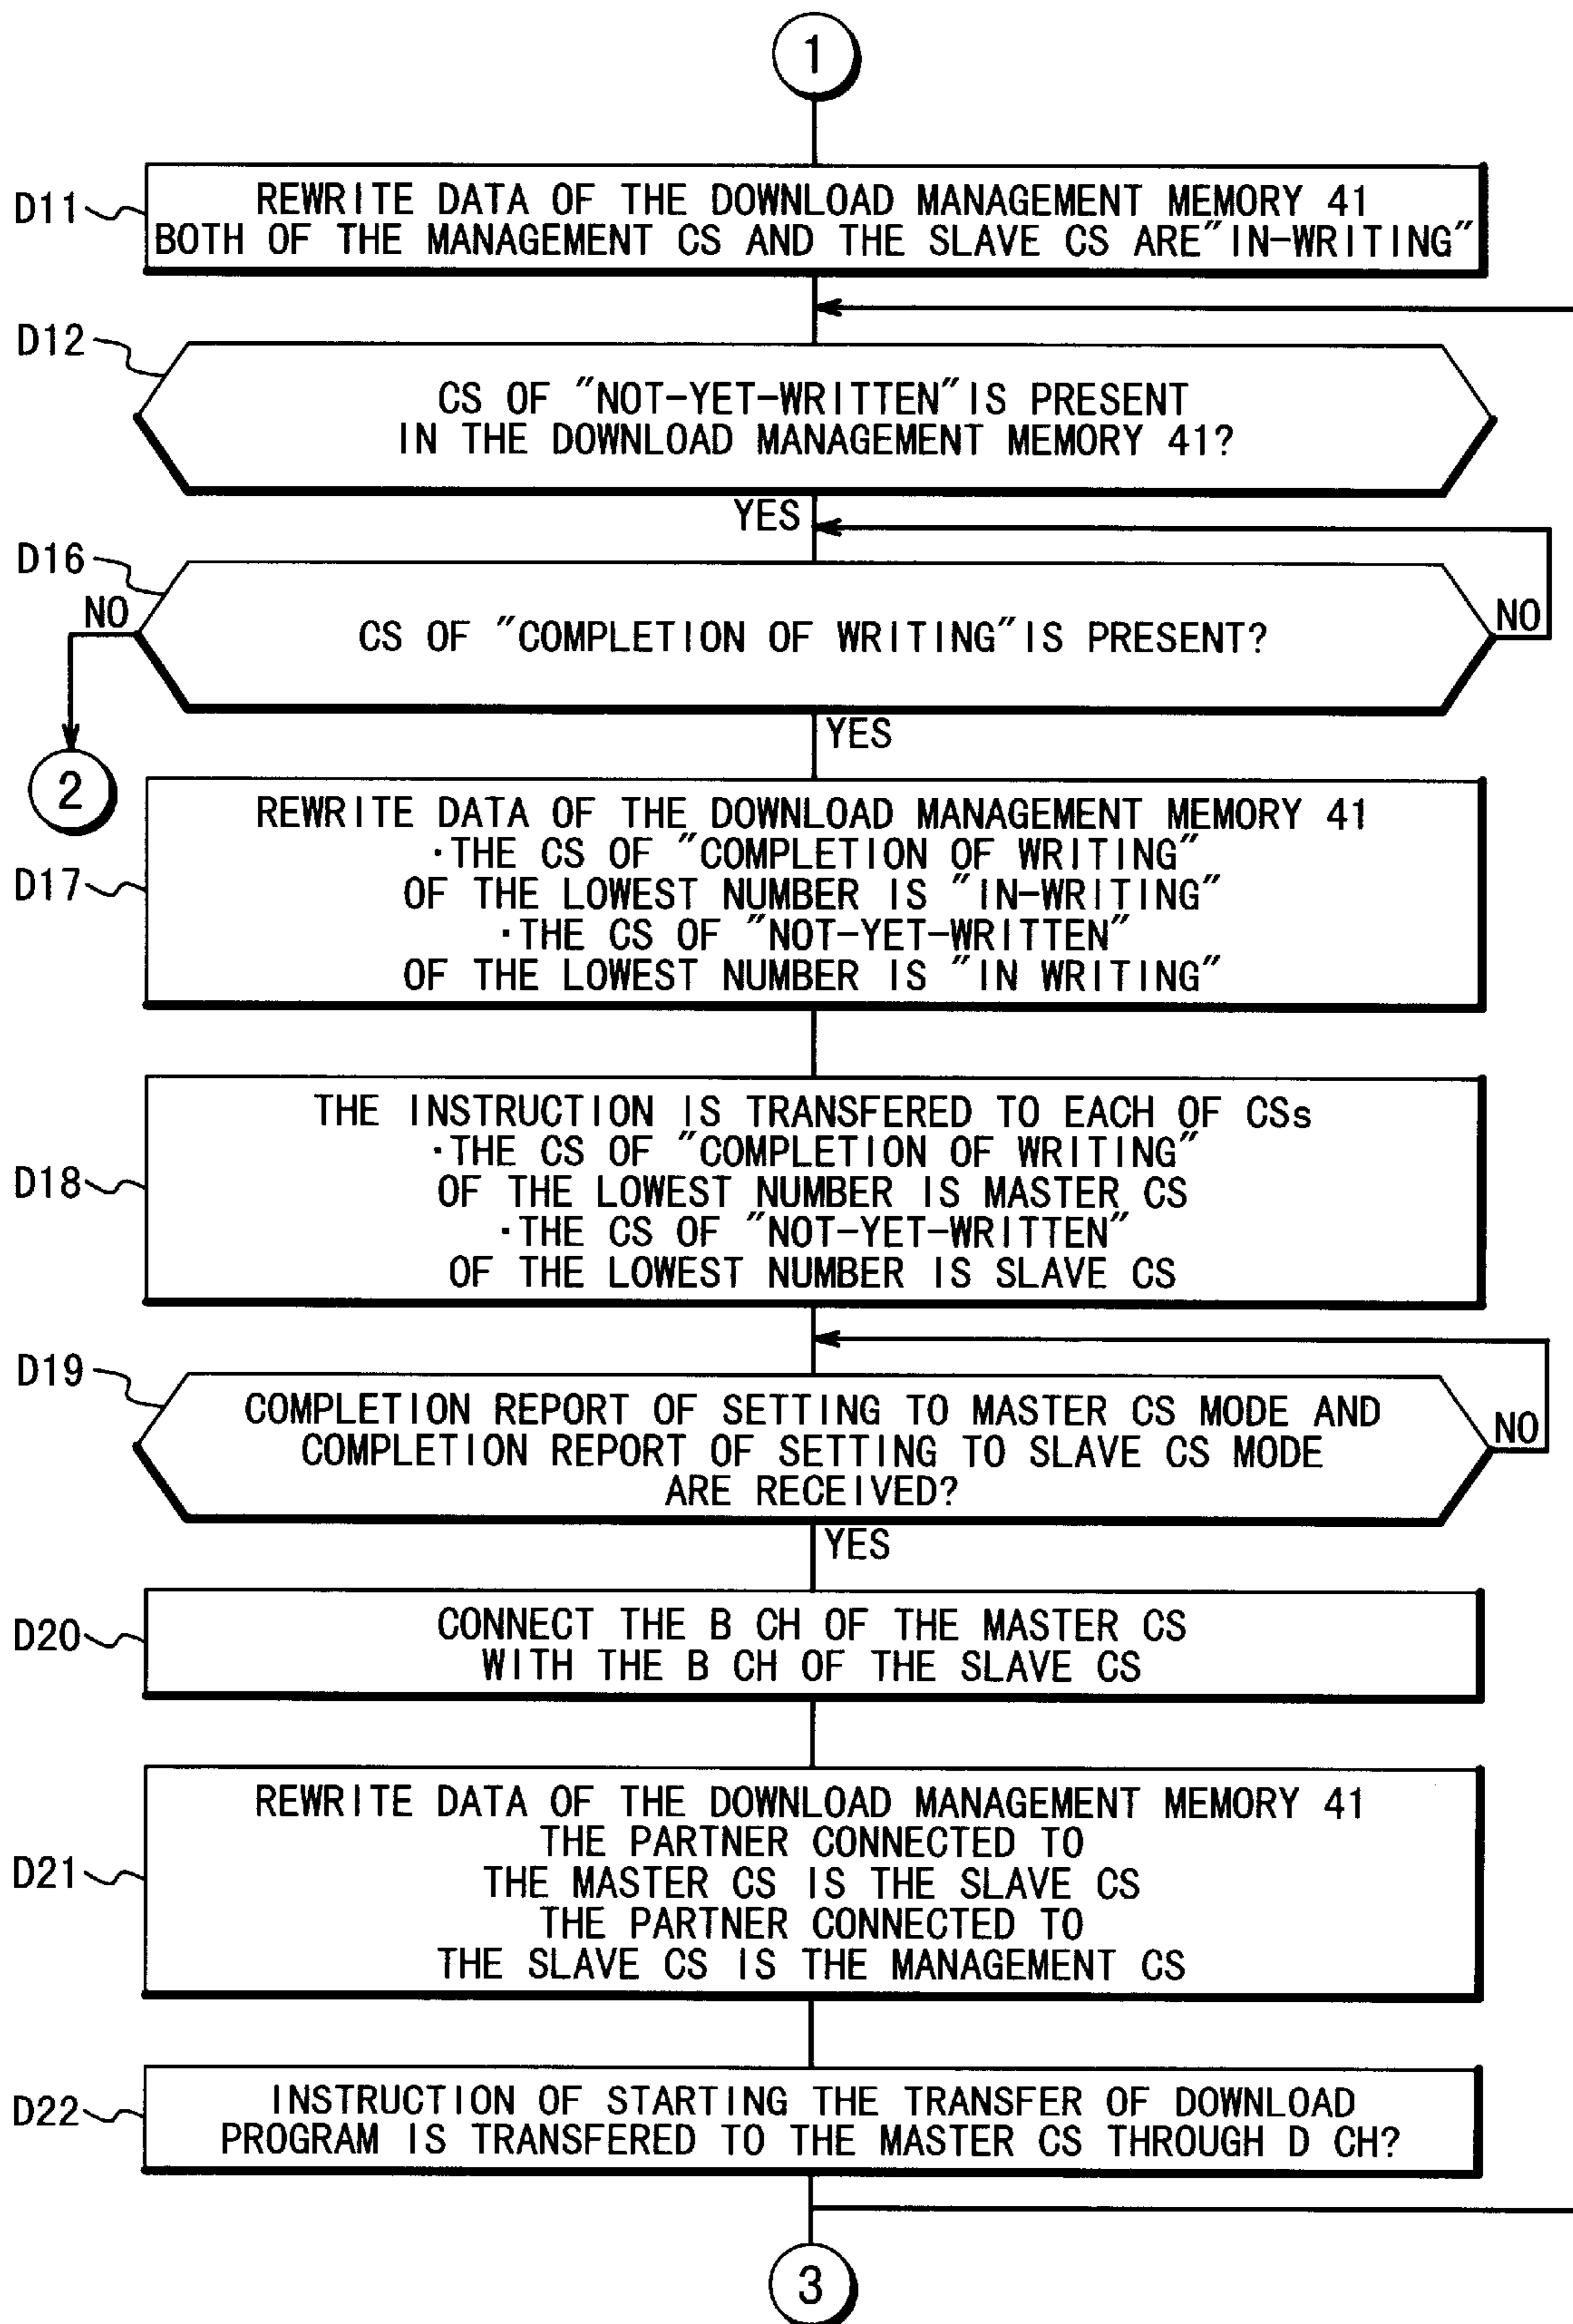 1
D11
REWRITE DATA OF THE DOWNLOAD MANAGEMENT MEMORY 41
BOTH OF THE MANAGEMENT CS AND THE SLAVE CS ARE"IN-WRITING"
D12
CS OF "NOT-YET-WRITTEN"IS PRESENT
IN THE DOWNLOAD MANAGEMENT MEMORY 41?
YES
D16
NO
CS OF "COMPLETION OF WRITING"IS PRESENT?
NO
YES
2
D17
REWRITE DATA OF THE DOWNLOAD MANAGEMENT MEMORY 41
·THE CS OF "COMPLETION OF WRITING"
OF THE LOWEST NUMBER IS "IN-WRITING"
·THE CS OF "NOT-YET-WRITTEN"
OF THE LOWEST NUMBER IS "IN WRITING"
D18
THE INSTRUCTION IS TRANSFERED TO EACH OF CSs
·THE CS OF "COMPLETION OF WRITING"
OF THE LOWEST NUMBER IS MASTER CS
·THE CS OF "NOT-YET-WRITTEN"
OF THE LOWEST NUMBER IS SLAVE CS
D19
COMPLETION REPORT OF SETTING TO MASTER CS MODE AND
COMPLETION REPORT OF SETTING TO SLAVE CS MODE
ARE RECEIVED?
NO
YES
D20
CONNECT THE B CH OF THE MASTER CS
WITH THE B CH OF THE SLAVE CS
D21
REWRITE DATA OF THE DOWNLOAD MANAGEMENT MEMORY 41
THE PARTNER CONNECTED TO
THE MASTER CS IS THE SLAVE CS
THE PARTNER CONNECTED TO
THE SLAVE CS IS THE MANAGEMENT CS
D22
INSTRUCTION OF STARTING THE TRANSFER OF DOWNLOAD
PROGRAM IS TRANSFERED TO THE MASTER CS THROUGH D CH?
3